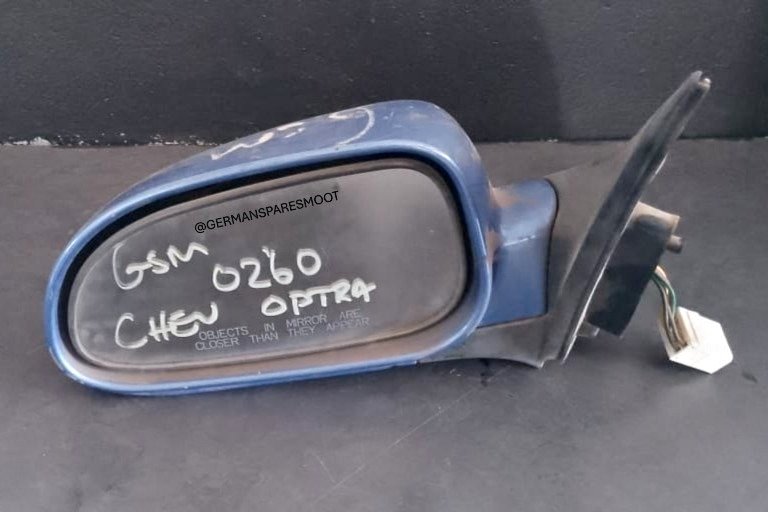 @GERMANSPARESMOOT
GSM 0260
CHEV OPTRA
OBJECTS IN MIRROR ARE
CLOSER THAN THEY APPEAR